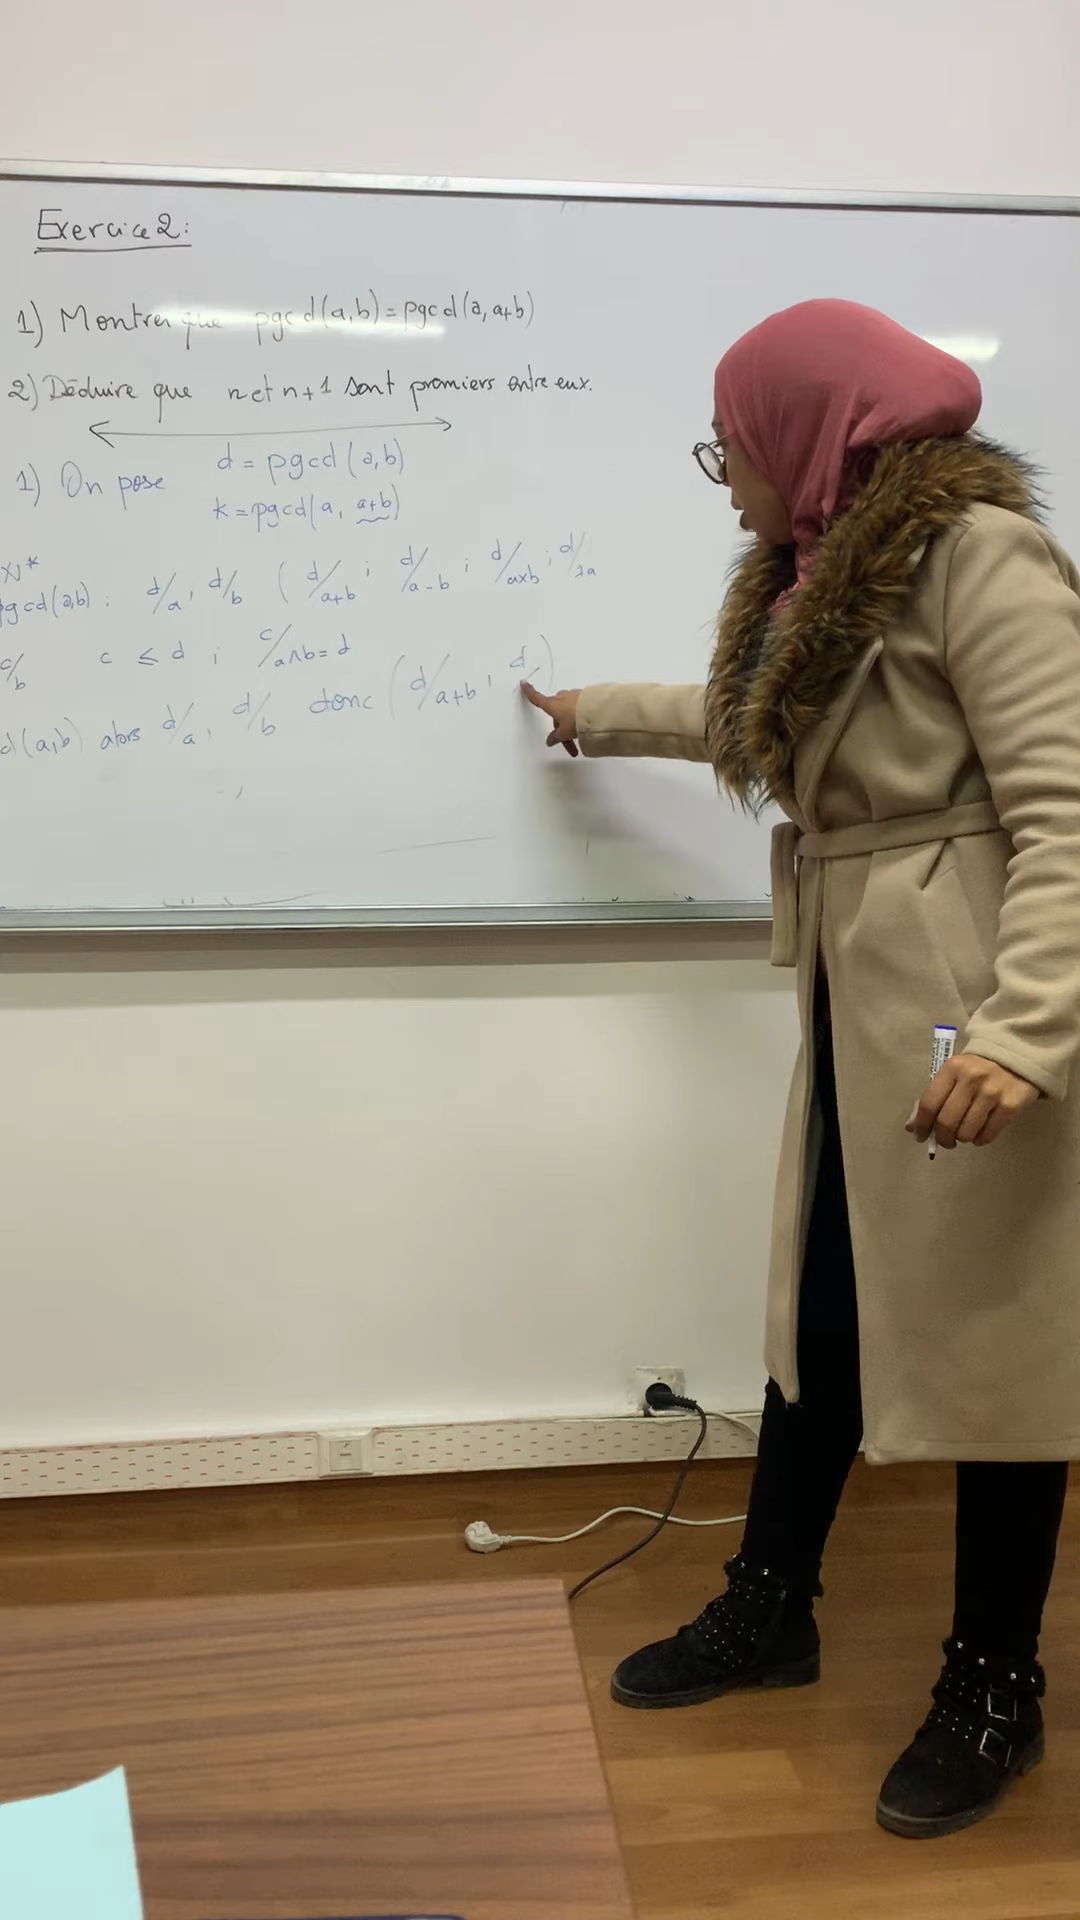 Exercice 2:
1) Montrer que pgcd(a,b) = pgcd(a, a+b)
2) Déduire que n et n+1 sont premiers entre eux.
1) On pose d = pgcd(a,b)
k = pgcd(a, a+b)
N*
pgcd(a,b) : d/a, d/b ( d/a+b ; d/a-b ; d/axb ; d/2a
c/b c ≤ d ; c/a∧b=d
d(a,b) alors d/a, d/b donc ( d/a+b, d/ )